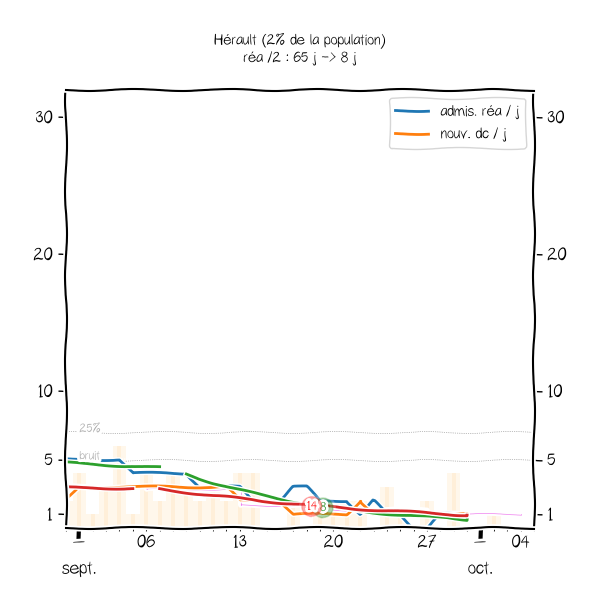 Hérault (2% de la population)
réa /2 : 65 j -> 8 j
admis. réa / j
nouv. dc / j
30
30
20
20
10
10
25%
5
bruit
5
14
8
1
1
06
13
20
27
04
sept.
oct.